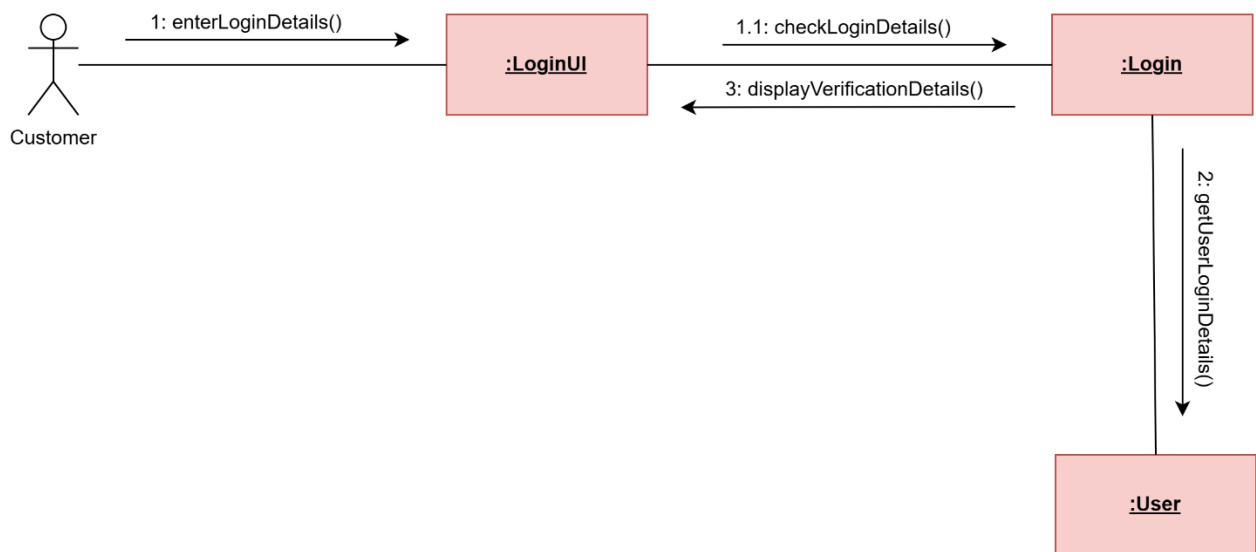 1: enterLoginDetails()
1.1: checkLoginDetails()
:LoginUI
:Login
3: displayVerificationDetails()
Customer
2: getUserLoginDetails()
:User